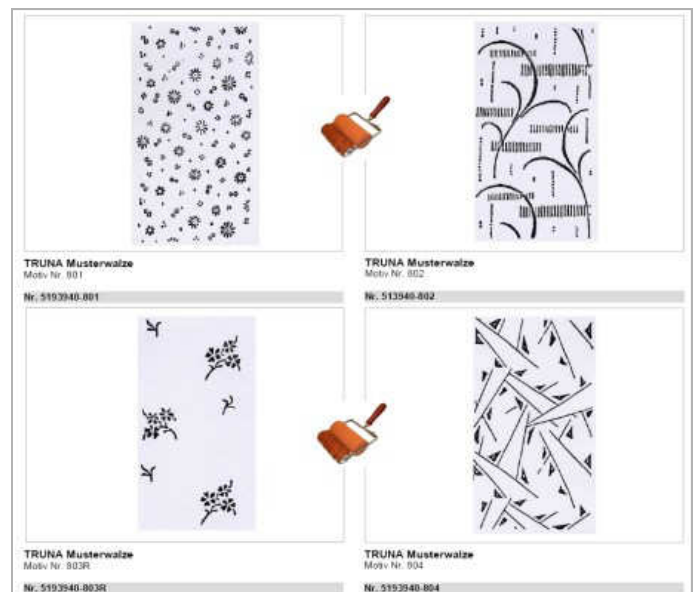 TRUNA Musterwalze
Motiv Nr. 801
Nr. 5193940-801
TRUNA Musterwalze
Motiv Nr. 802
Nr. 513940-802
TRUNA Musterwalze
Motiv Nr. 803R
Nr. 5193940-803R
TRUNA Musterwalze
Motiv Nr. 804
Nr. 5193940-804